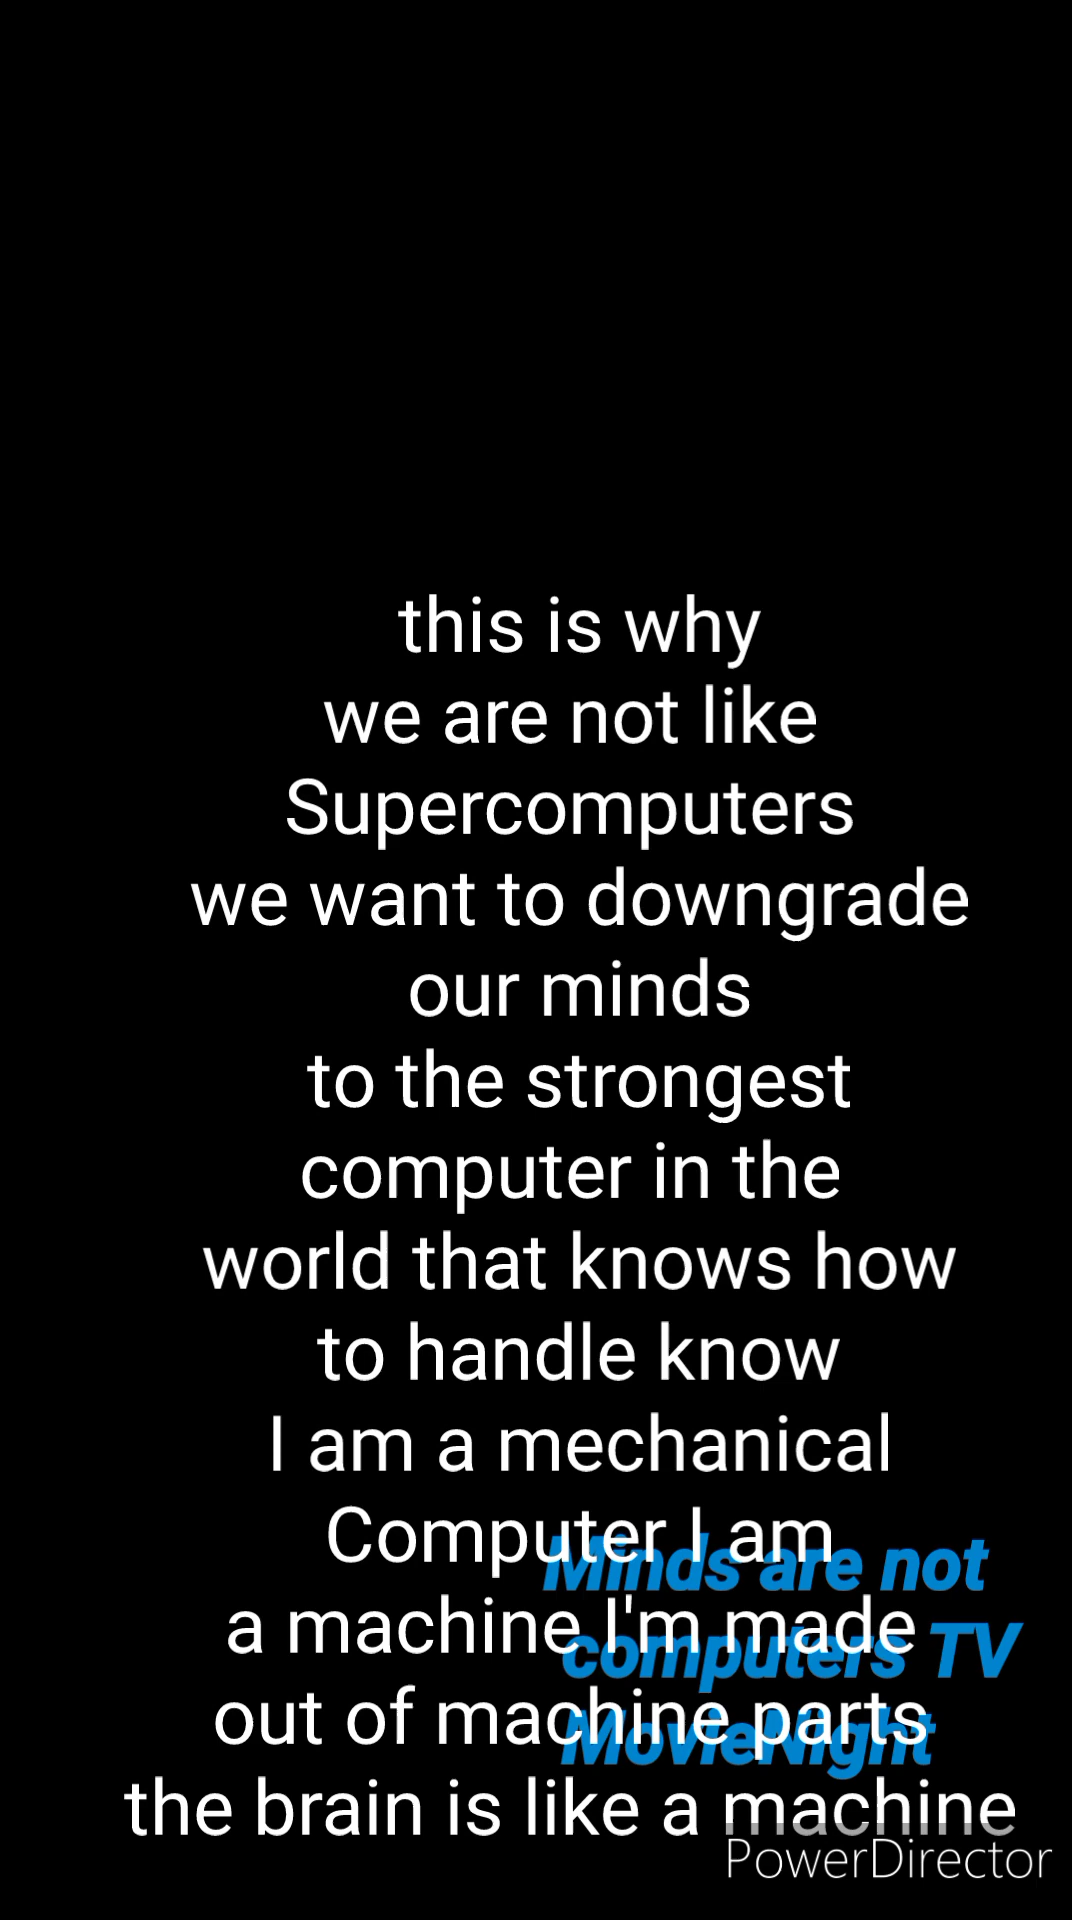 this is why
we are not like
Supercomputers
we want to downgrade
our minds
to the strongest
computer in the
world that knows how
to handle know
I am a mechanical
Computer I am
a machine I'm made
out of machine parts
the brain is like a machine
Minds are not
computers TV
MovieNight
PowerDirector